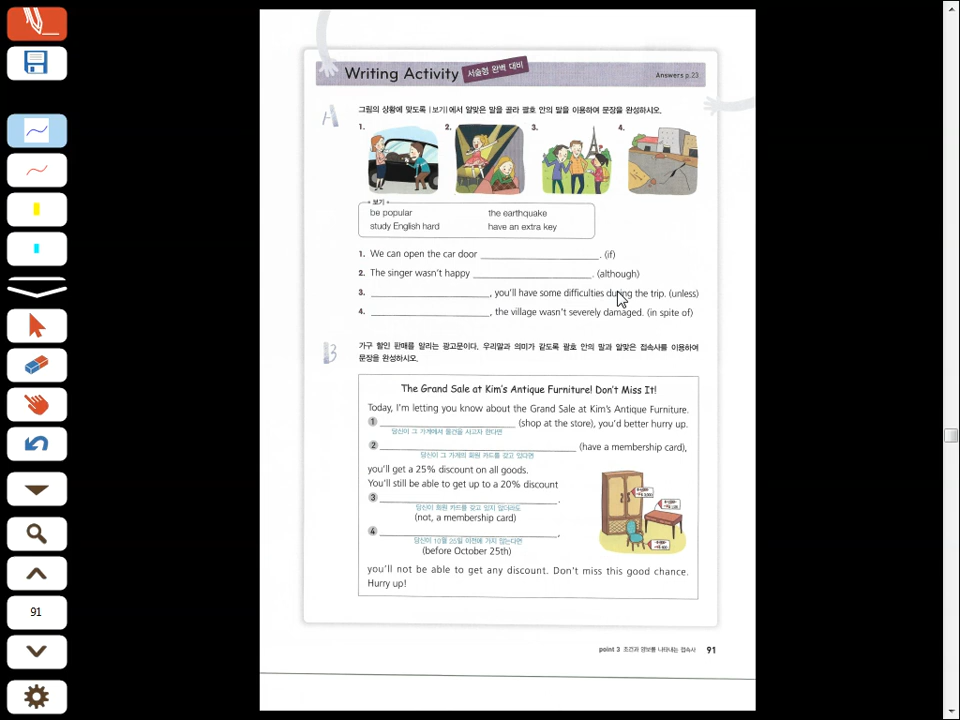 Writing Activity 서술형 완벽 대비 Answers p.23
A 그림의 상황에 맞도록 |보기|에서 알맞은 말을 골라 괄호 안의 말을 이용하여 문장을 완성하시오.
1. 2. 3. 4.
보기
be popular the earthquake
study English hard have an extra key
1. We can open the car door ____________________. (if)
2. The singer wasn't happy ____________________. (although)
3. ____________________, you'll have some difficulties during the trip. (unless)
4. ____________________, the village wasn't severely damaged. (in spite of)
B 가구 할인 판매를 알리는 광고문이다. 우리말과 의미가 같도록 괄호 안의 말과 알맞은 접속사를 이용하여
문장을 완성하시오.
The Grand Sale at Kim's Antique Furniture! Don't Miss It!
Today, I'm letting you know about the Grand Sale at Kim's Antique Furniture.
1 ____________________ (shop at the store), you'd better hurry up.
당신이 그 가게에서 물건을 사고자 한다면
2 ____________________ (have a membership card),
당신이 그 가게의 회원 카드를 갖고 있다면
you'll get a 25% discount on all goods.
You'll still be able to get up to a 20% discount
3 ____________________.
당신이 회원 카드를 갖고 있지 않더라도
(not, a membership card)
4 ____________________,
당신이 10월 25일 이전에 가지 않는다면
(before October 25th)
you'll not be able to get any discount. Don't miss this good chance.
Hurry up!
point 3 조건과 양보를 나타내는 접속사 91
91